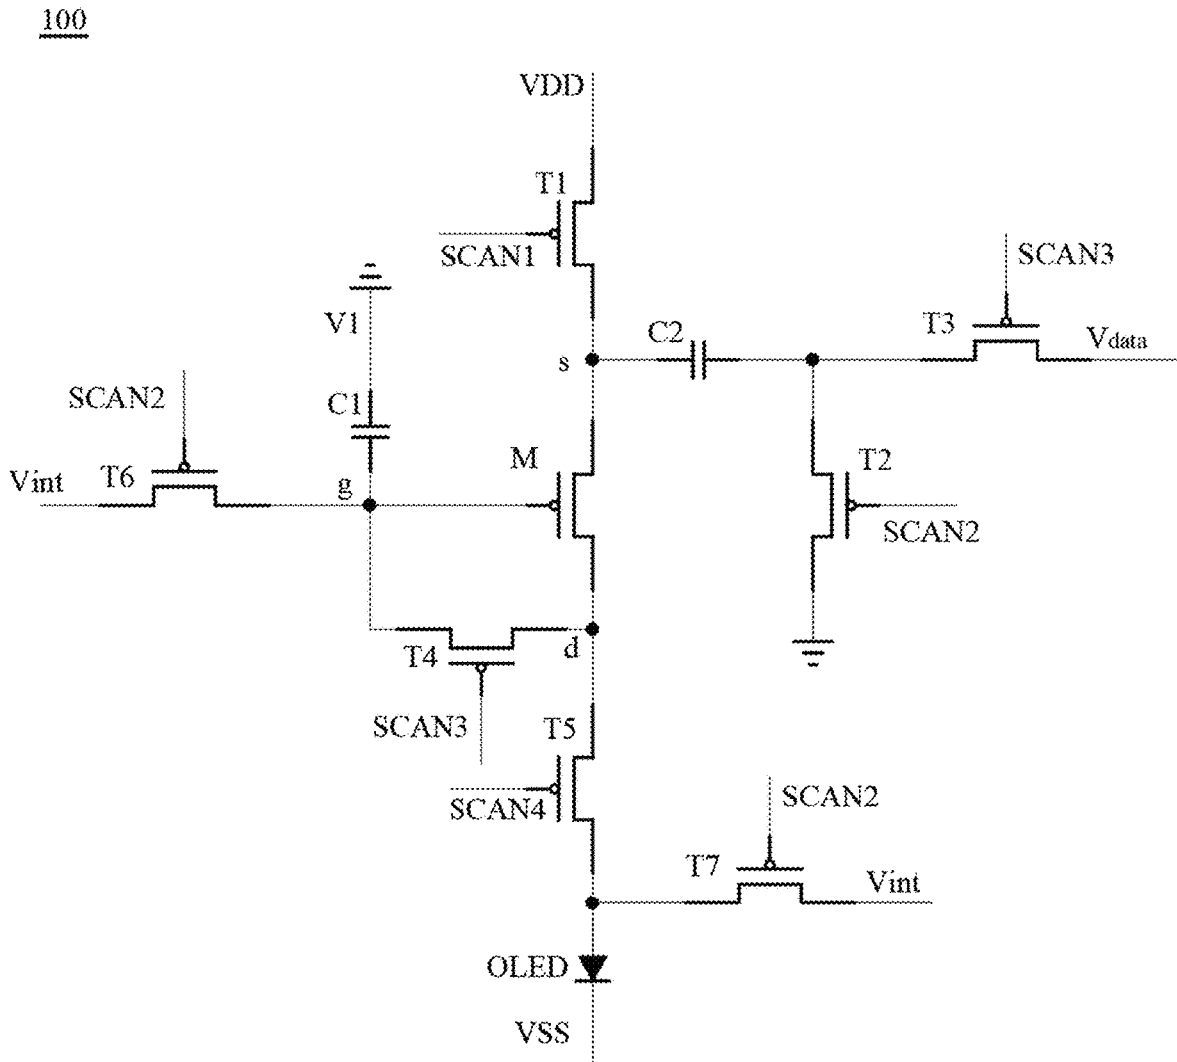 100
VDD
T1
SCAN1
SCAN3
V1
C2
T3
Vdata
s
SCAN2
C1
M
T2
Vint
T6
g
SCAN2
T4
d
SCAN3
T5
SCAN4
SCAN2
T7
Vint
OLED
VSS